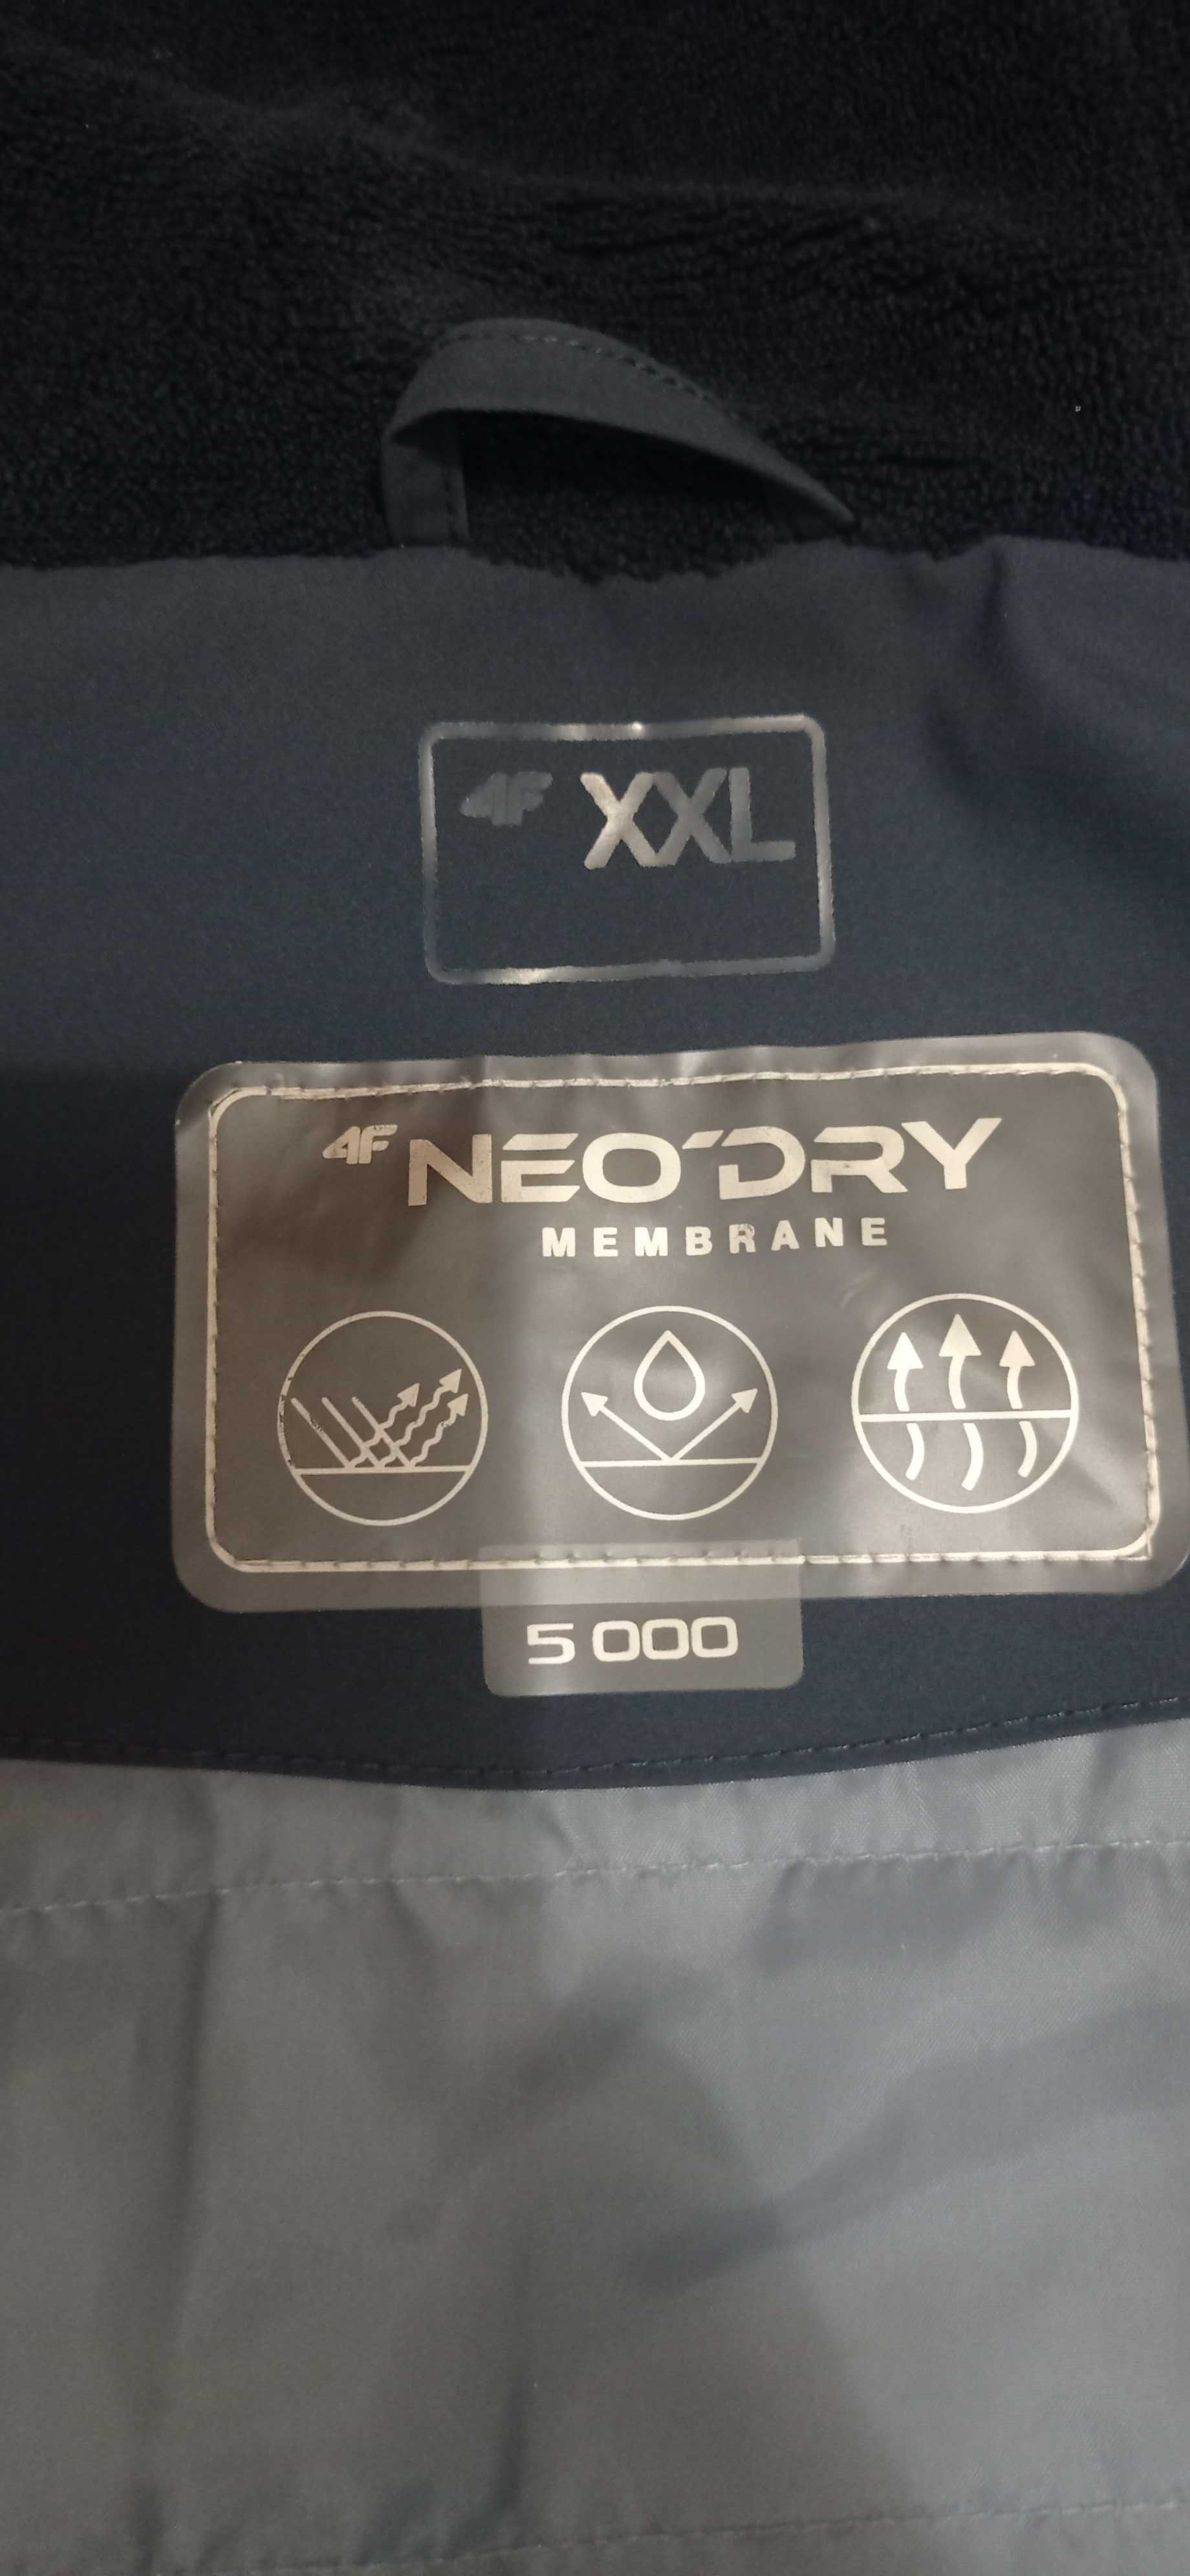 4F XXL
4F NEO'DRY
MEMBRANE
5 000